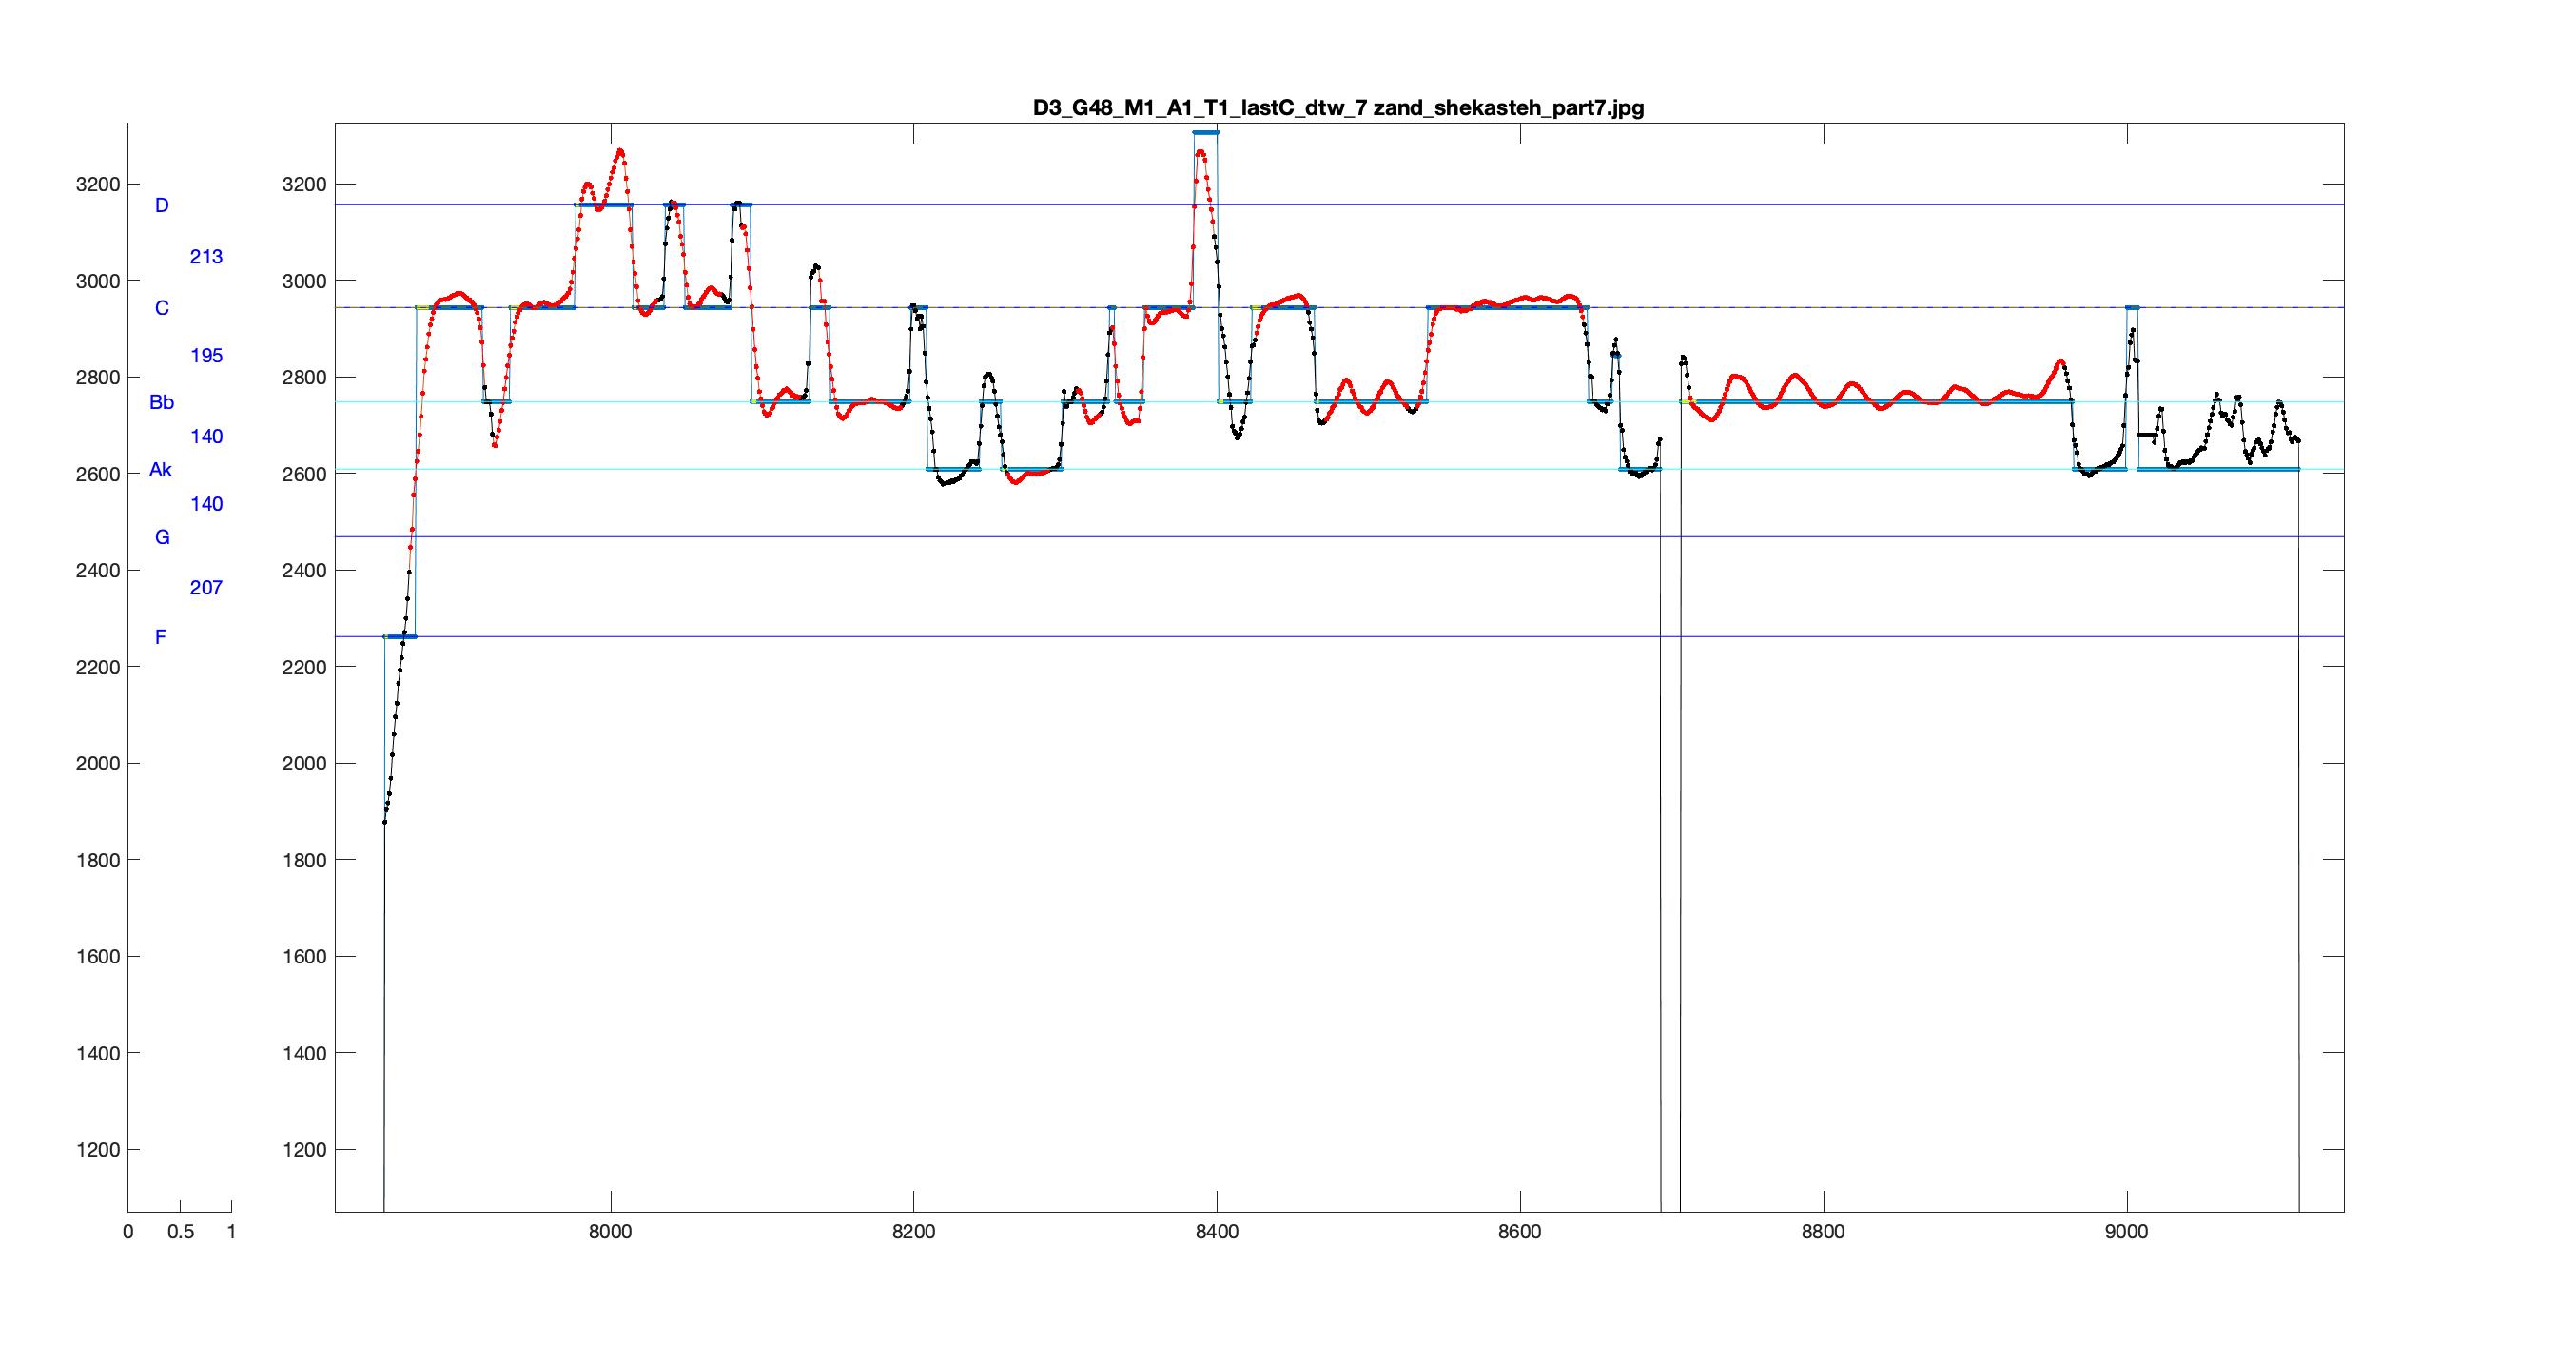 D3_G48_M1_A1_T1_lastC_dtw_7 zand_shekasteh_part7.jpg
3200 3200
D
213
3000 3000
C
195
2800 2800
Bb
140
2600 Ak 2600
140
G
2400 2400
207
F
2200 2200
2000 2000
1800 1800
1600 1600
1400 1400
1200 1200
0 0.5 1 8000 8200 8400 8600 8800 9000